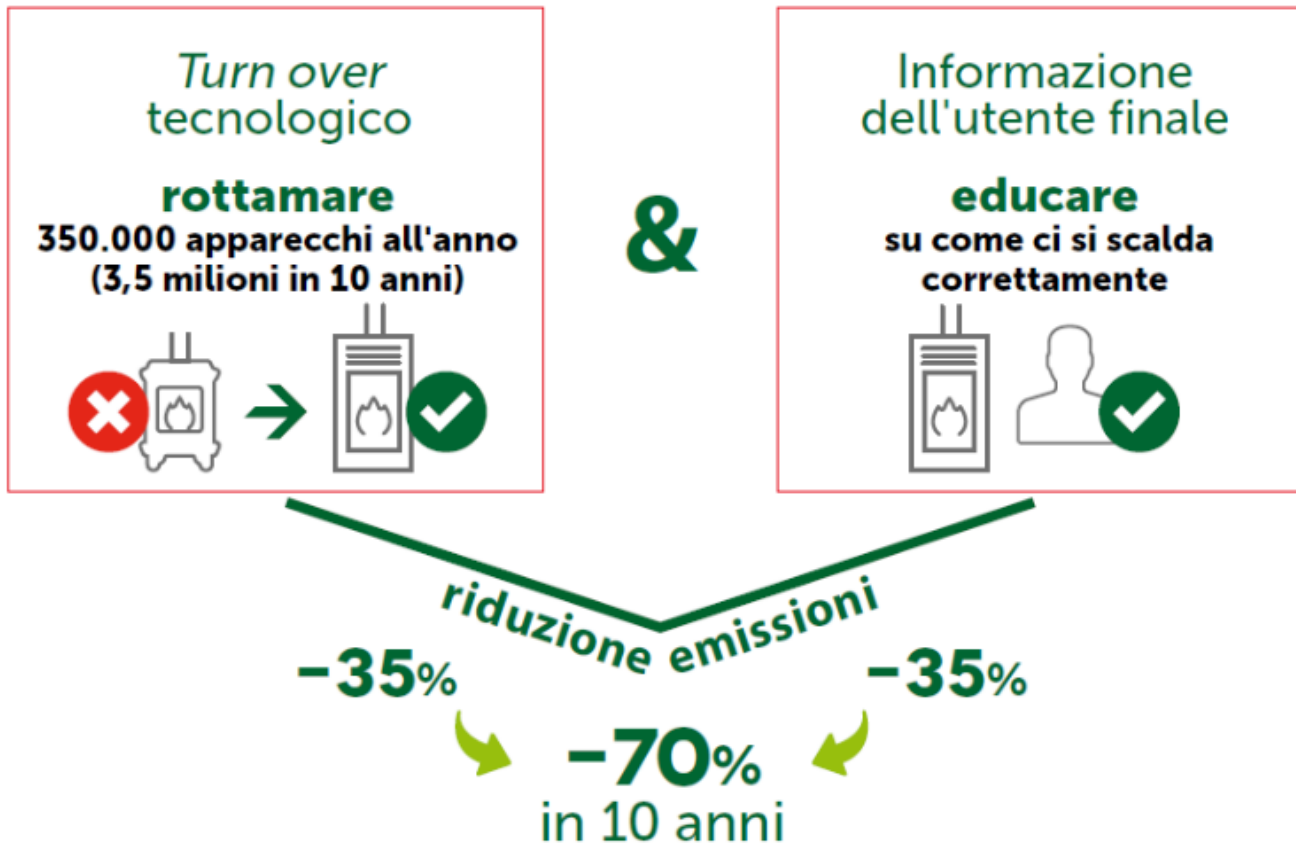 Turn over
tecnologico
rottamare
350.000 apparecchi all'anno
(3,5 milioni in 10 anni)
&
Informazione
dell'utente finale
educare
su come ci si scalda
correttamente
riduzione emissioni
-35%
-35%
-70%
in 10 anni